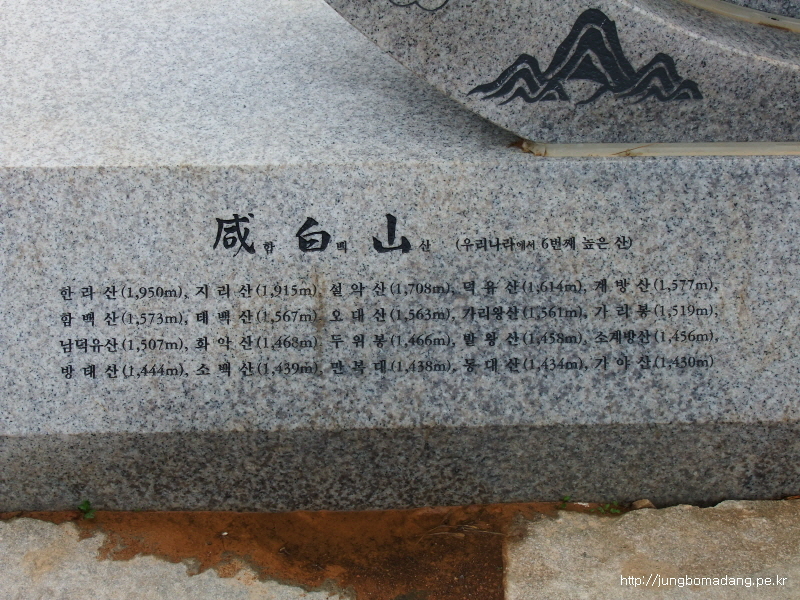 咸함 白백 山산 (우리나라에서 6번째 높은 산)
한라산(1,950m), 지리산(1,915m), 설악산(1,708m), 덕유산(1,614m), 계방산(1,577m),
함백산(1,573m), 태백산(1,567m), 오대산(1,563m), 가리왕산(1,561m), 가리봉(1,519m),
남덕유산(1,507m), 화악산(1,468m) 두위봉(1,466m), 발왕산(1,458m), 소계방산(1,456m),
방태산(1,444m), 소백산(1,439m), 만복대(1,438m), 동대산(1,434m), 가야산(1,430m)
http://jungbomadang.pe.kr